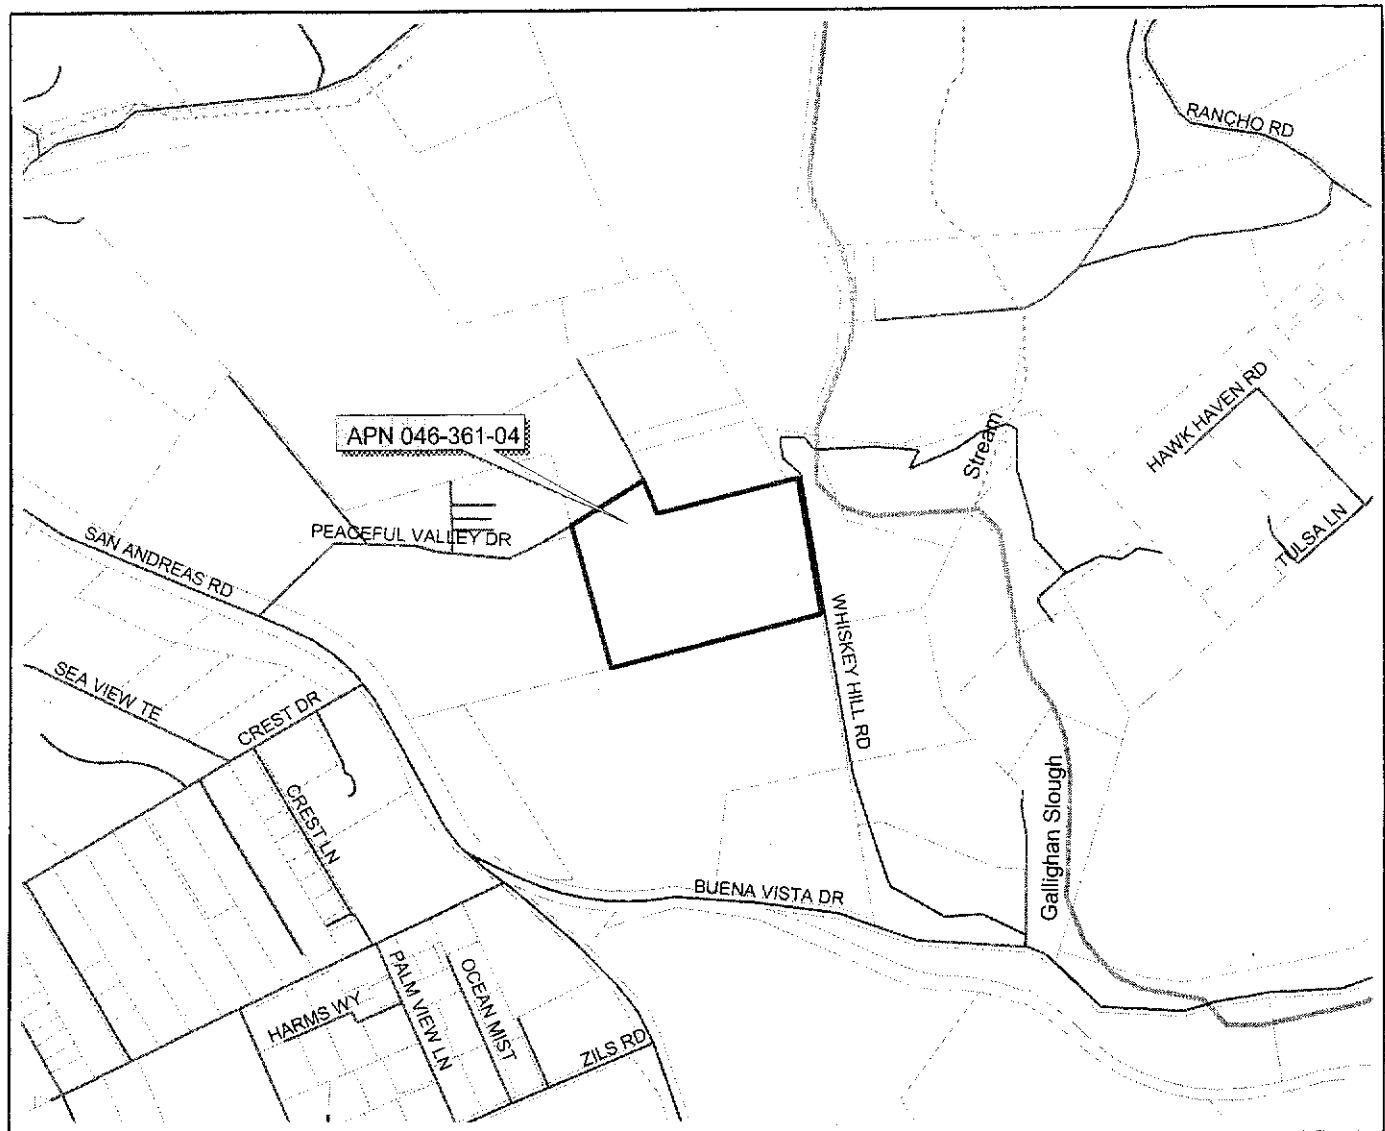 RANCHO RD
HAWK HAVEN RD
APN 046-361-04
Stream
PEACEFUL VALLEY DR
TULSA LN
SAN ANDREAS RD
WHISKEY HILL RD
SEA VIEW TE
CREST DR
CREST LN
Gallighan Slough
BUENA VISTA DR
PALM VIEW LN
OCEAN MIST
HARMS WY
ZILS RD